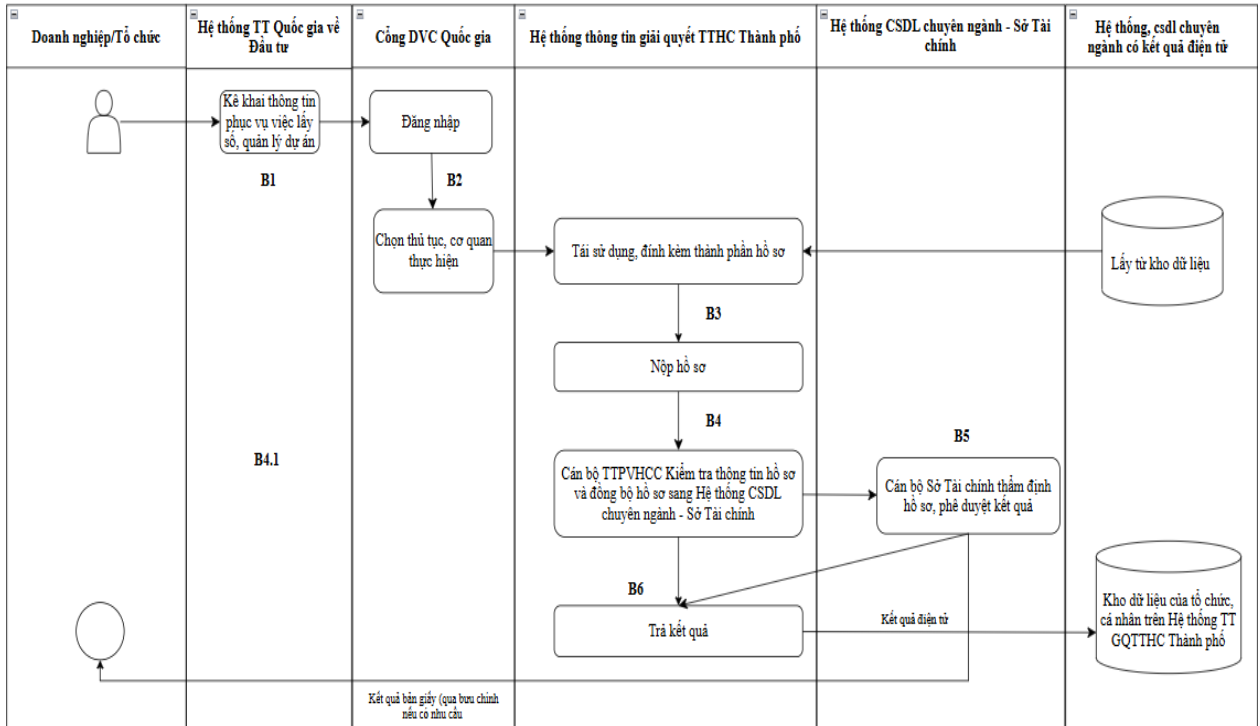 Doanh nghiệp/Tổ chức
Hệ thống TT Quốc gia về
Đầu tư
Cổng DVC Quốc gia
Hệ thống thông tin giải quyết TTHC Thành phố
Hệ thống CSDL chuyên ngành - Sở Tài
chính
Hệ thống, csdl chuyên
ngành có kết quả điện tử
Kê khai thông tin
phục vụ việc lấy
số, quản lý dự án
Đăng nhập
B1
B2
Chọn thủ tục, cơ quan
thực hiện
Tái sử dụng, đính kèm thành phần hồ sơ
Lấy từ kho dữ liệu
B3
Nộp hồ sơ
B4
B5
B4.1
Cán bộ TTPVHCC Kiểm tra thông tin hồ sơ
và đồng bộ hồ sơ sang Hệ thống CSDL
chuyên ngành - Sở Tài chính
Cán bộ Sở Tài chính thẩm định
hồ sơ, phê duyệt kết quả
B6
Trả kết quả
Kết quả điện tử
Kho dữ liệu của tổ chức,
cá nhân trên Hệ thống TT
GQTTHC Thành phố
Kết quả bản giấy (qua bưu chính
nếu có nhu cầu